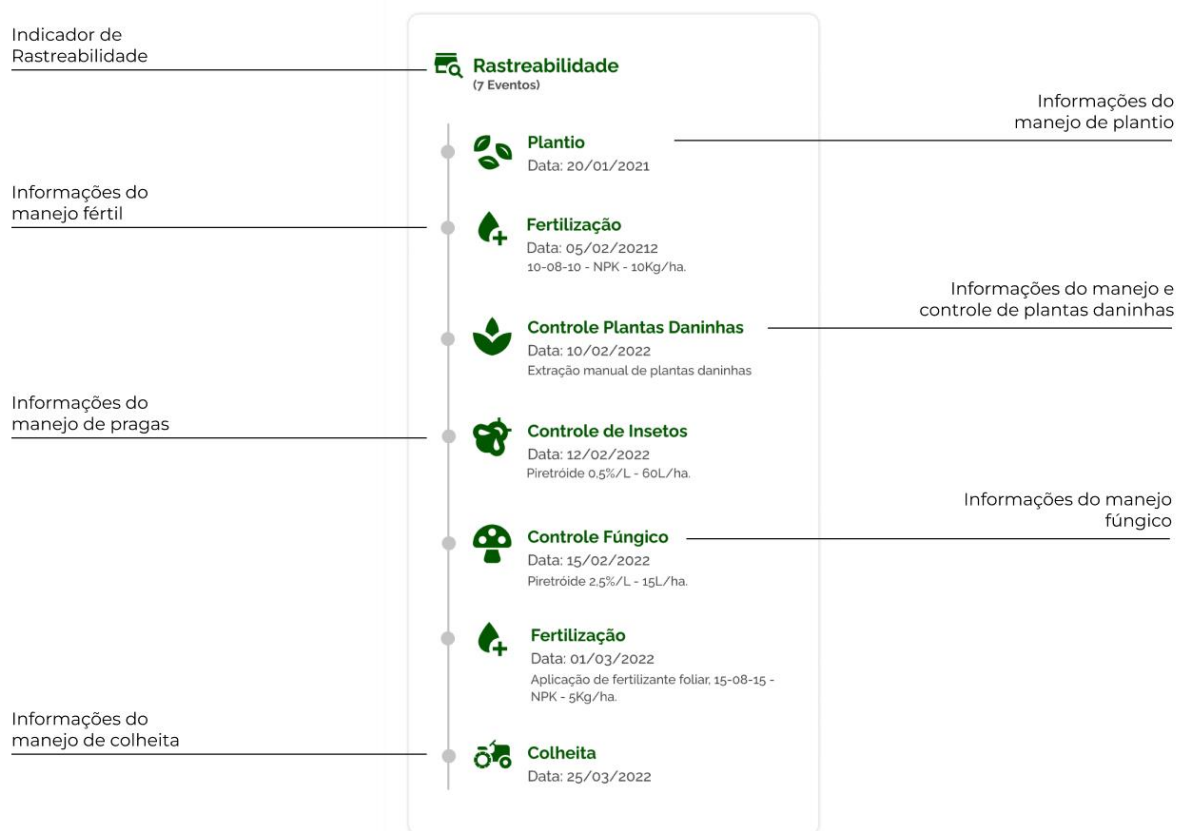 Indicador de
Rastreabilidade
Rastreabilidade
(7 Eventos)
Informações do
manejo de plantio
Plantio
Data: 20/01/2021
Informações do
manejo fértil
Fertilização
Data: 05/02/20212
10-08-10 - NPK - 10Kg/ha.
Informações do manejo e
controle de plantas daninhas
Controle Plantas Daninhas
Data: 10/02/2022
Extração manual de plantas daninhas
Informações do
manejo de pragas
Controle de Insetos
Data: 12/02/2022
Piretróide 0,5%/L - 60L/ha.
Informações do manejo
fúngico
Controle Fúngico
Data: 15/02/2022
Piretróide 2,5%/L - 15L/ha.
Fertilização
Data: 01/03/2022
Aplicação de fertilizante foliar, 15-08-15 -
NPK - 5Kg/ha.
Informações do
manejo de colheita
Colheita
Data: 25/03/2022